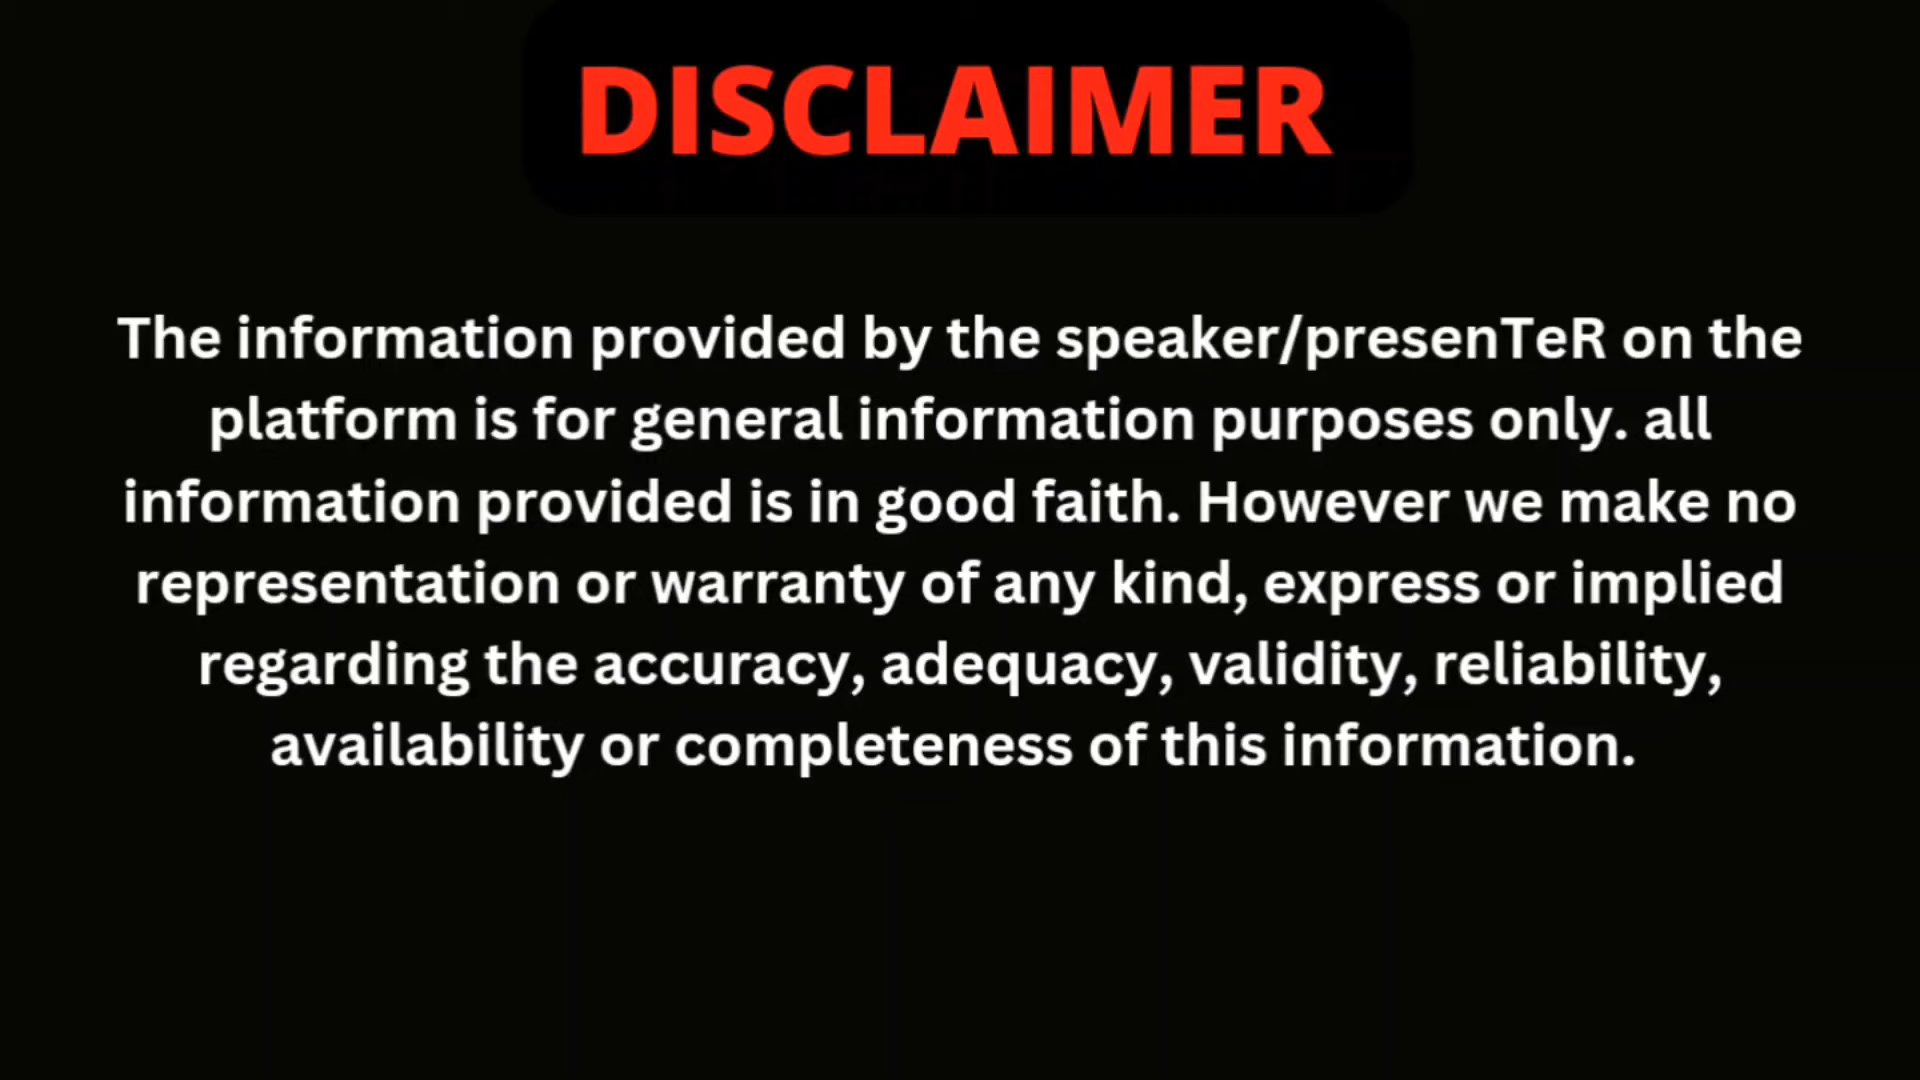 DISCLAIMER
The information provided by the speaker/presenTeR on the
platform is for general information purposes only. all
information provided is in good faith. However we make no
representation or warranty of any kind, express or implied
regarding the accuracy, adequacy, validity, reliability,
availability or completeness of this information.